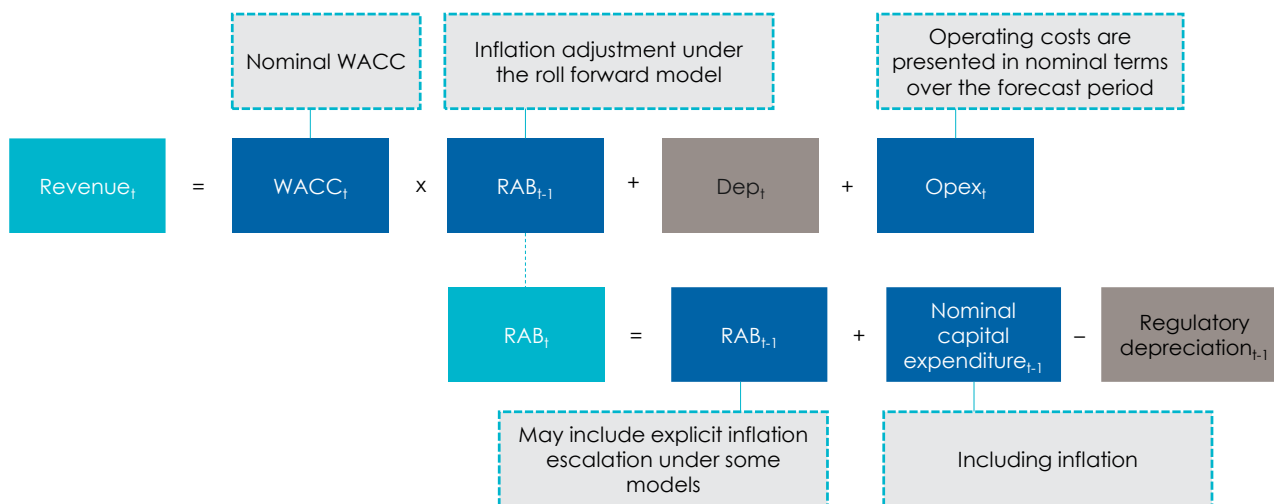 Nominal WACC
Inflation adjustment under
the roll forward model
Operating costs are
presented in nominal terms
over the forecast period
Revenueₜ = WACCₜ x RABₜ₋₁ + Depₜ + Opexₜ
RABₜ = RABₜ₋₁ + Nominal
capital
expenditureₜ₋₁ – Regulatory
depreciationₜ₋₁
May include explicit inflation
escalation under some
models
Including inflation